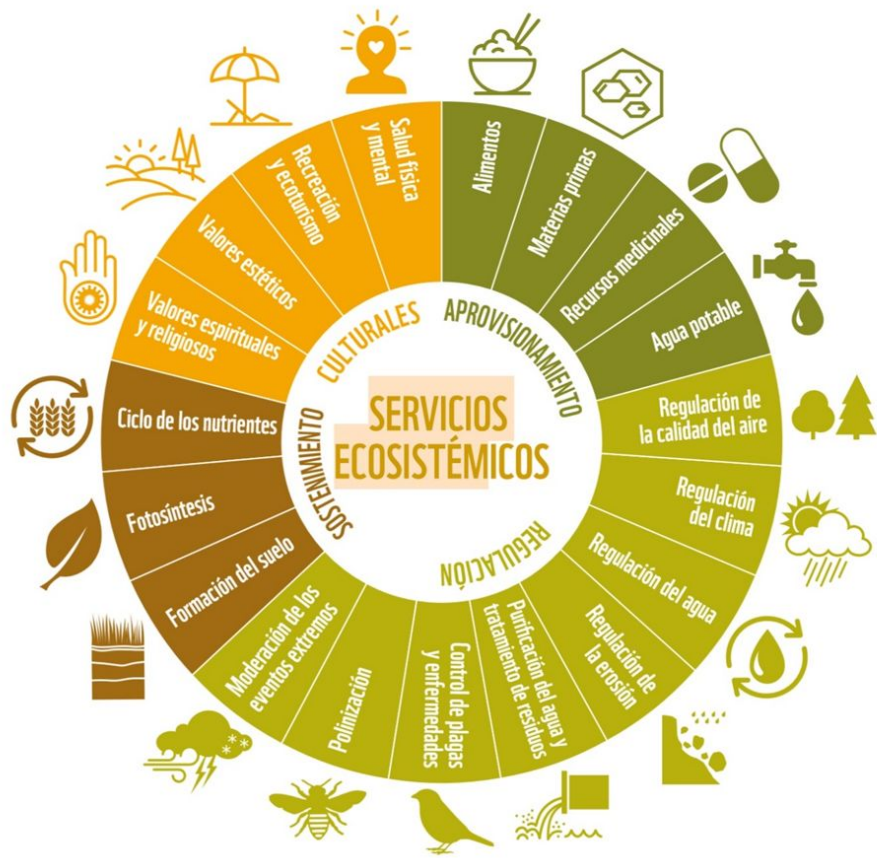 SERVICIOS
ECOSISTÉMICOS
APROVISIONAMIENTO
Alimentos
Materias primas
Recursos medicinales
Agua potable
REGULACIÓN
Regulación de
la calidad del aire
Regulación
del clima
Regulación del agua
Regulación de
la erosión
Purificación del agua y
tratamiento de residuos
Control de plagas
y enfermedades
Polinización
Moderación de los
eventos extremos
SOSTENIMIENTO
Formación del suelo
Fotosíntesis
Ciclo de los nutrientes
CULTURALES
Valores espirituales
y religiosos
Valores estéticos
Recreación
y ecoturismo
Salud física
y mental